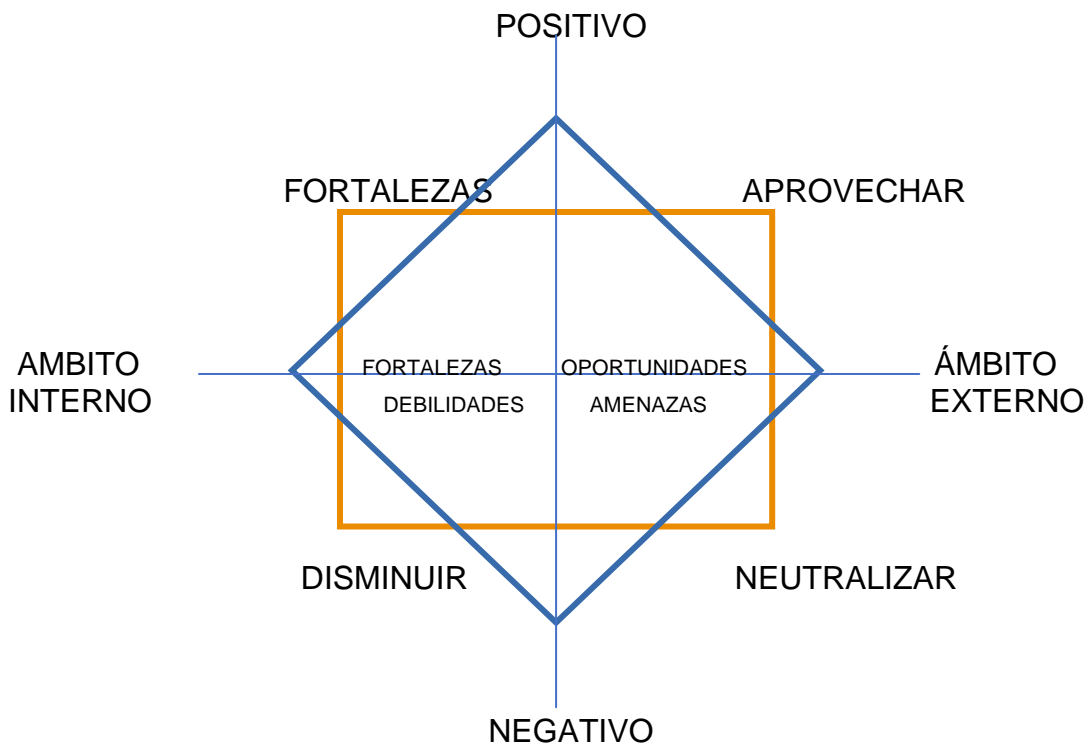 POSITIVO
FORTALEZAS
APROVECHAR
AMBITO
INTERNO
FORTALEZAS
OPORTUNIDADES
DEBILIDADES
AMENAZAS
ÁMBITO
EXTERNO
DISMINUIR
NEUTRALIZAR
NEGATIVO